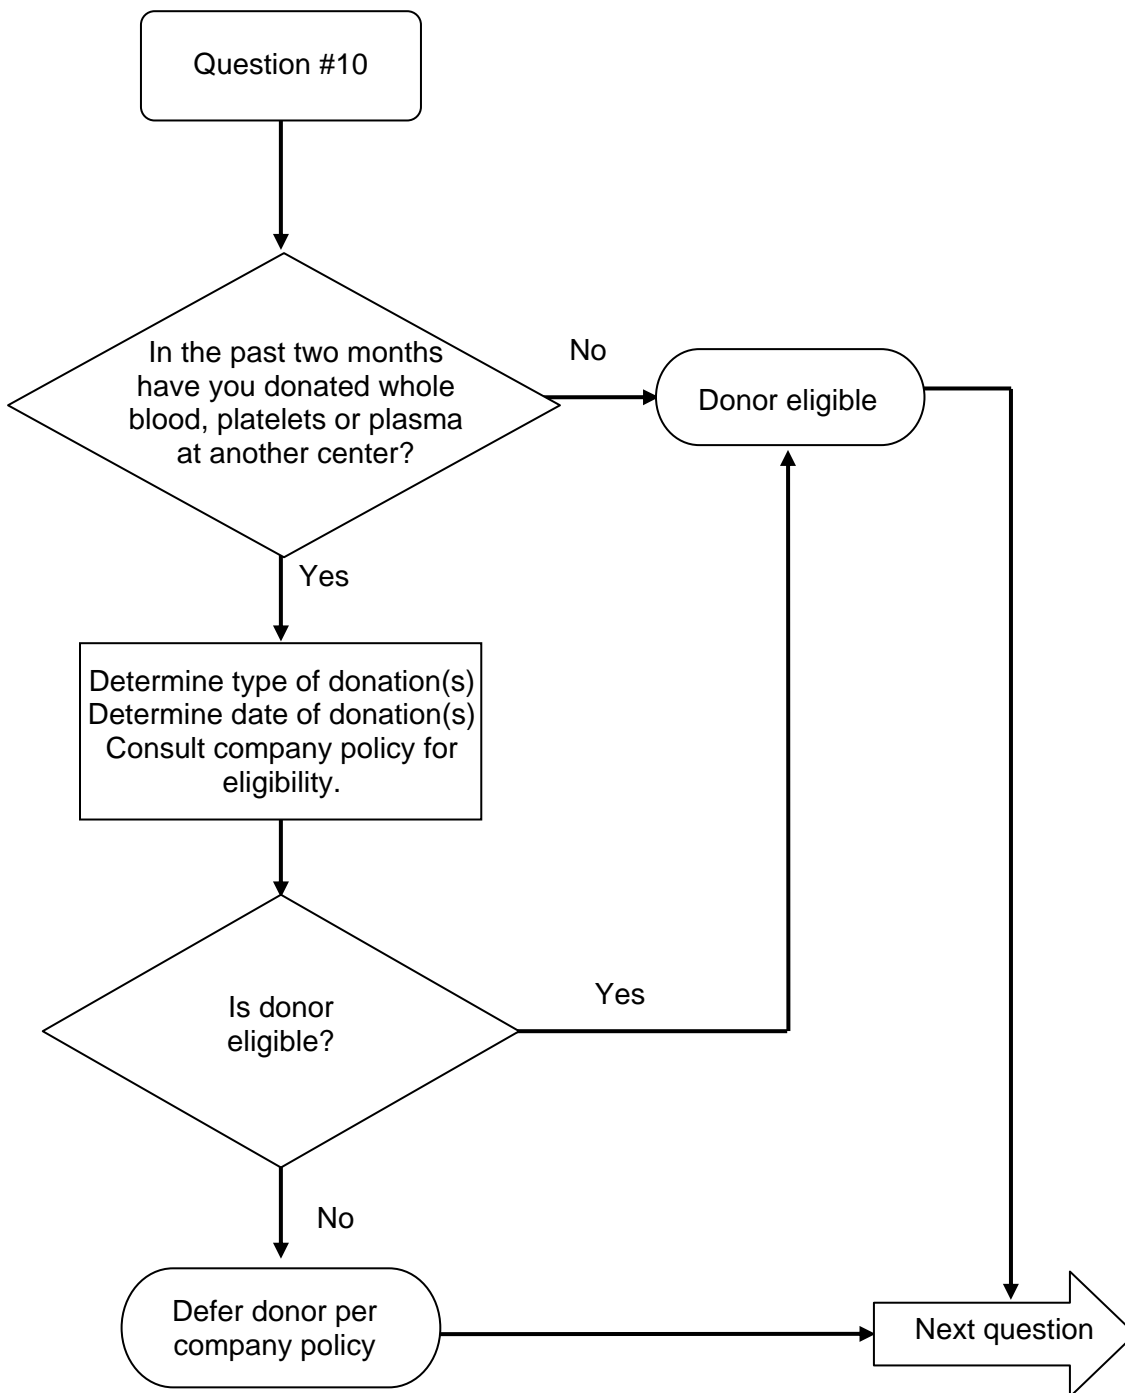 Question #10
In the past two months
have you donated whole
blood, platelets or plasma
at another center?
No
Donor eligible
Yes
Determine type of donation(s)
Determine date of donation(s)
Consult company policy for
eligibility.
Is donor
eligible?
Yes
No
Defer donor per
company policy
Next question